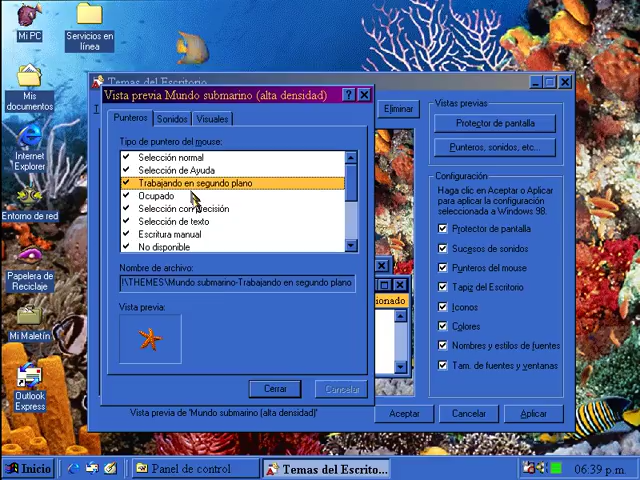 Mi PC
Servicios en
línea
Mis
documentos
Internet
Explorer
Entorno de red
Papelera de
Reciclaje
Mi Maletín
Outlook
Express
Temas del Escritorio
Eliminar
Vistas previas
Protector de pantalla
Punteros, sonidos, etc...
Configuración
Haga clic en Aceptar o Aplicar
para aplicar la configuración
seleccionada a Windows 98.
Protector de pantalla
Sucesos de sonidos
Punteros del mouse
Tapiz del Escritorio
Iconos
Colores
Nombres y estilos de fuentes
Tam. de fuentes y ventanas
Vista previa Mundo submarino (alta densidad)
Punteros
Sonidos
Visuales
Tipo de puntero del mouse:
Selección normal
Selección de Ayuda
Trabajando en segundo plano
Ocupado
Selección con precisión
Selección de texto
Escritura manual
No disponible
Nombre de archivo:
!\THEMES\Mundo submarino-Trabajando en segundo plano
Vista previa:
Cerrar
Cancelar
ionado
Vista previa de 'Mundo submarino (alta densidad)'
Aceptar
Cancelar
Aplicar
Inicio
Panel de control
Temas del Escrito...
06:39 p.m.